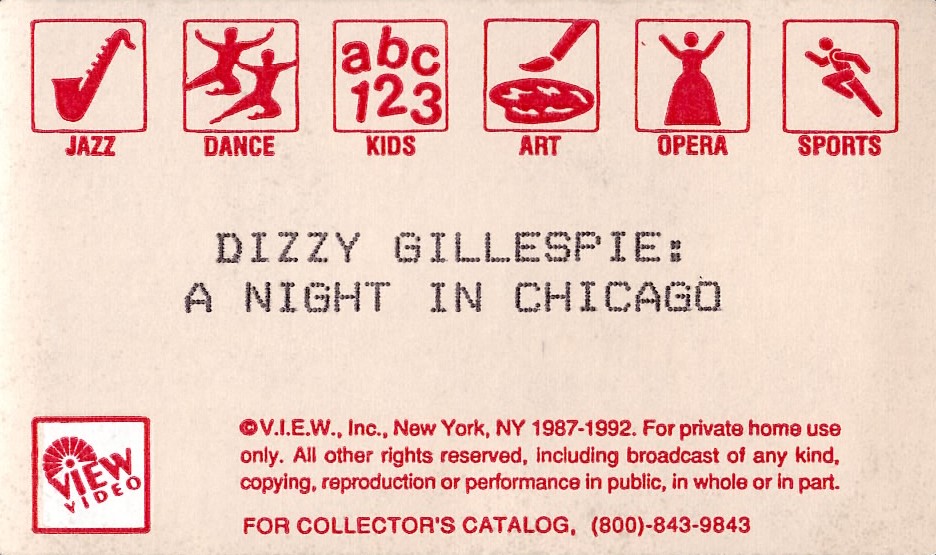 abc
123
JAZZ DANCE KIDS ART OPERA SPORTS
DIZZY GILLESPIE:
A NIGHT IN CHICAGO
VIEW
VIDEO
©V.I.E.W., Inc., New York, NY 1987-1992. For private home use
only. All other rights reserved, including broadcast of any kind,
copying, reproduction or performance in public, in whole or in part.
FOR COLLECTOR'S CATALOG, (800)-843-9843